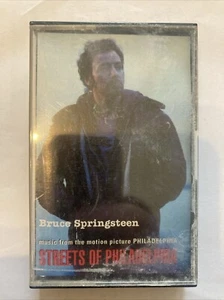 Bruce Springsteen
music from the motion picture PHILADELPHIA
STREETS OF PHILADELPHIA